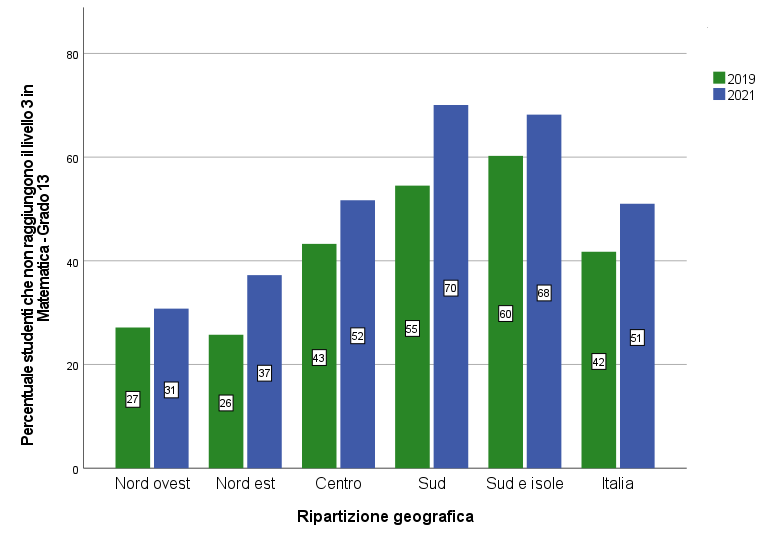 Percentuale studenti che non raggiungono il livello 3 in
Matematica - Grado 13
80
60
40
20
0
27
31
26
37
43
52
55
70
60
68
42
51
Nord ovest
Nord est
Centro
Sud
Sud e isole
Italia
Ripartizione geografica
2019
2021